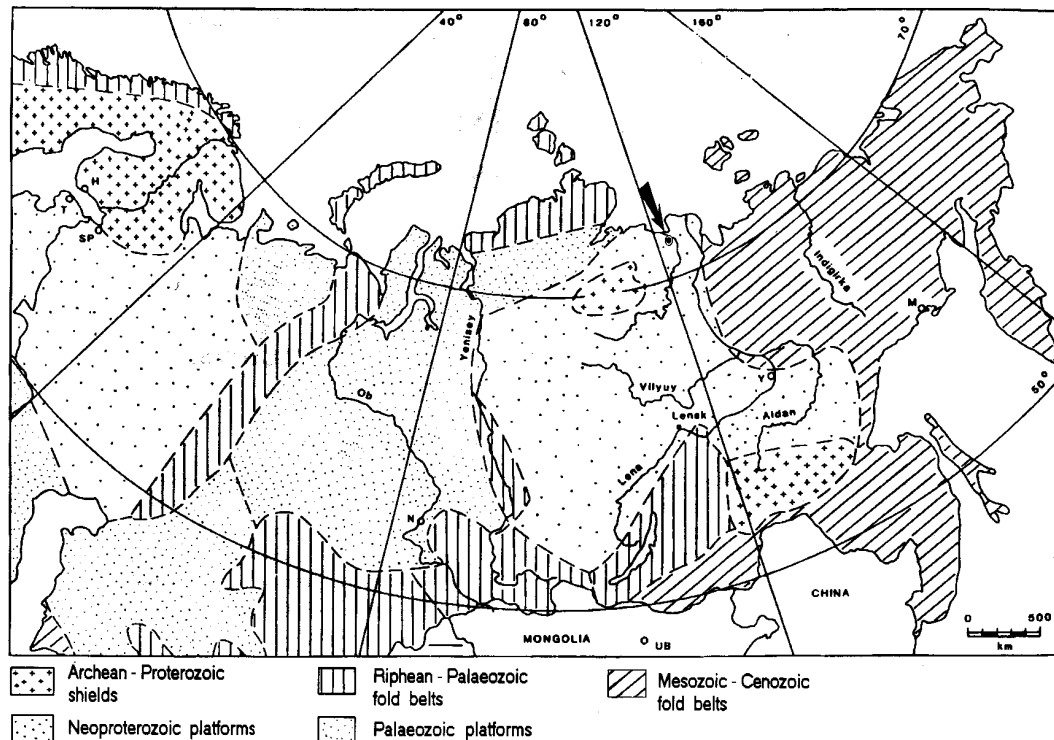 40° 60° 120° 160° 70°
H
T
SP
Indigirka
Yenisey
M
50°
Ob
Vilyuy
Y
Lensk
Aldan
Lena
N
CHINA
MONGOLIA
UB
0 500
km
Archean - Proterozoic shields
Riphean - Palaeozoic fold belts
Mesozoic - Cenozoic fold belts
Neoproterozoic platforms
Palaeozoic platforms